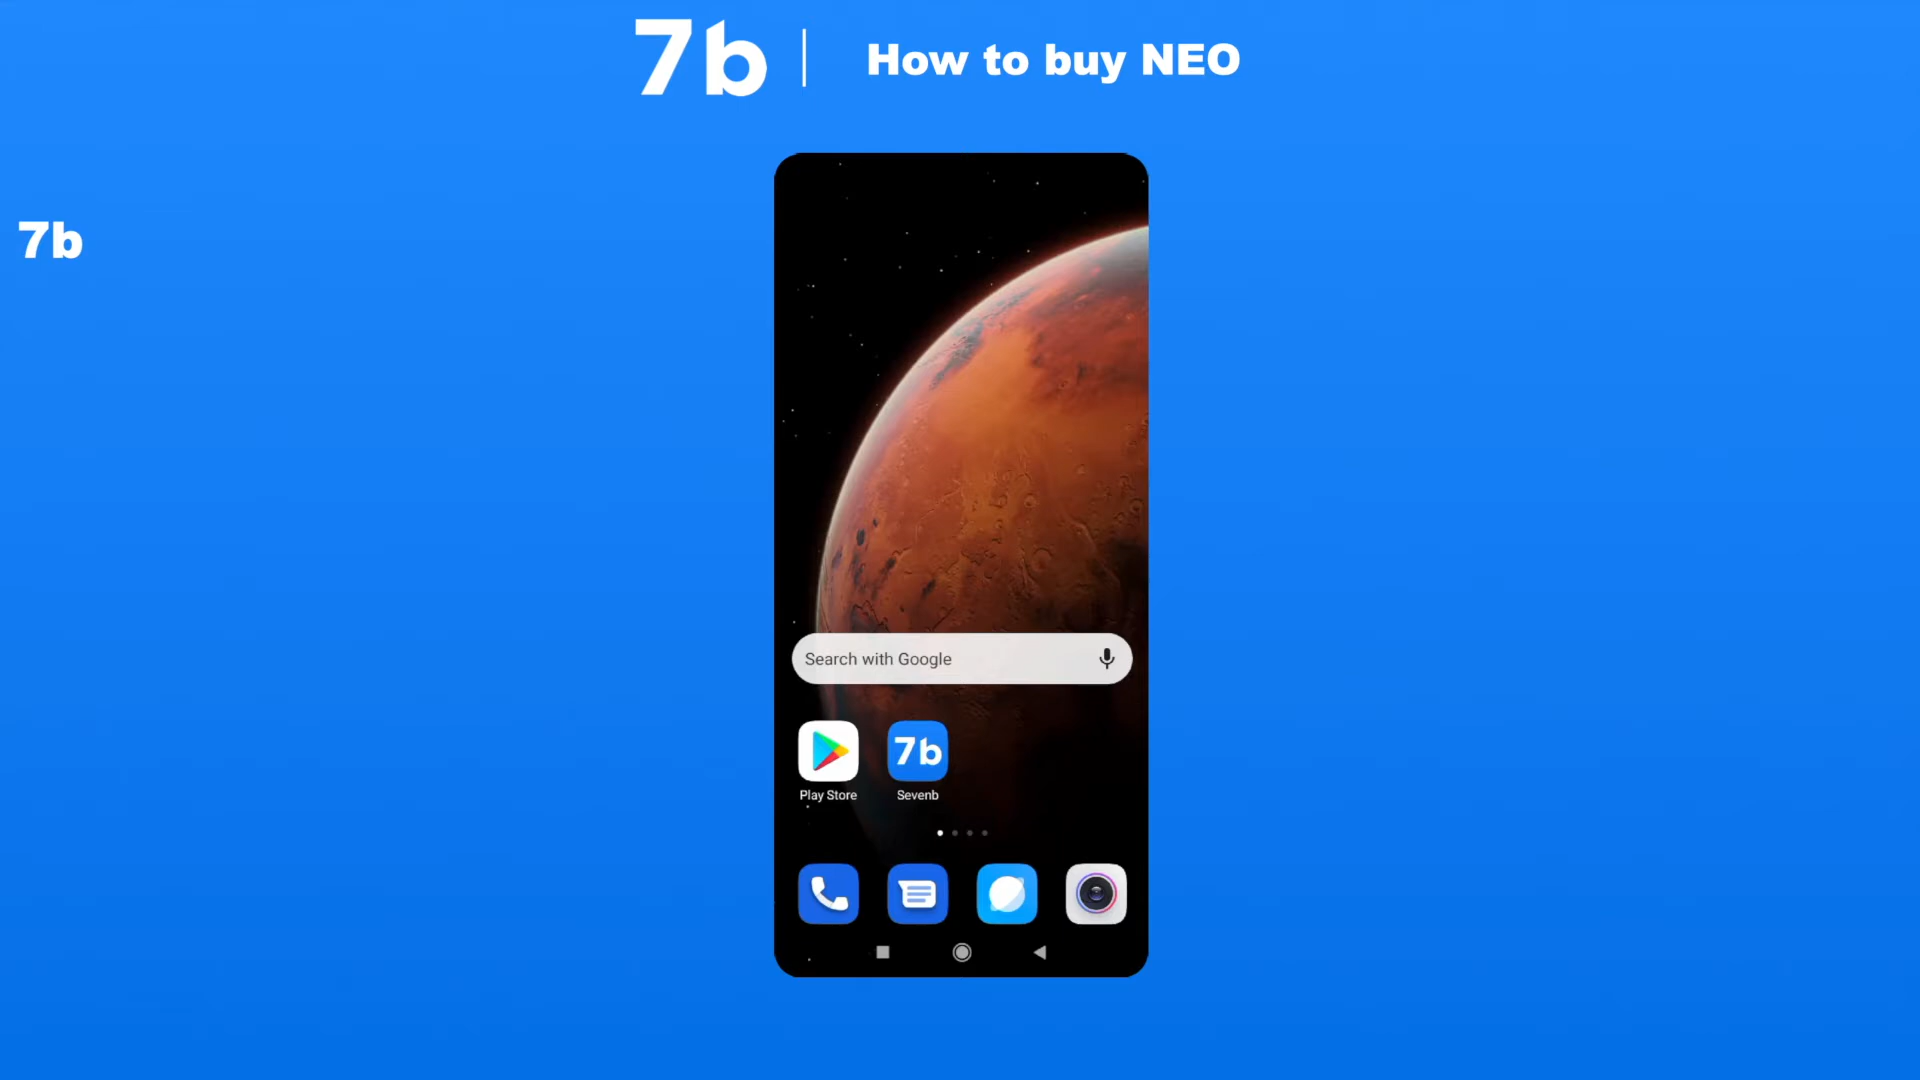 7b | How to buy NEO
7b
Search with Google
7b
Play Store
Sevenb